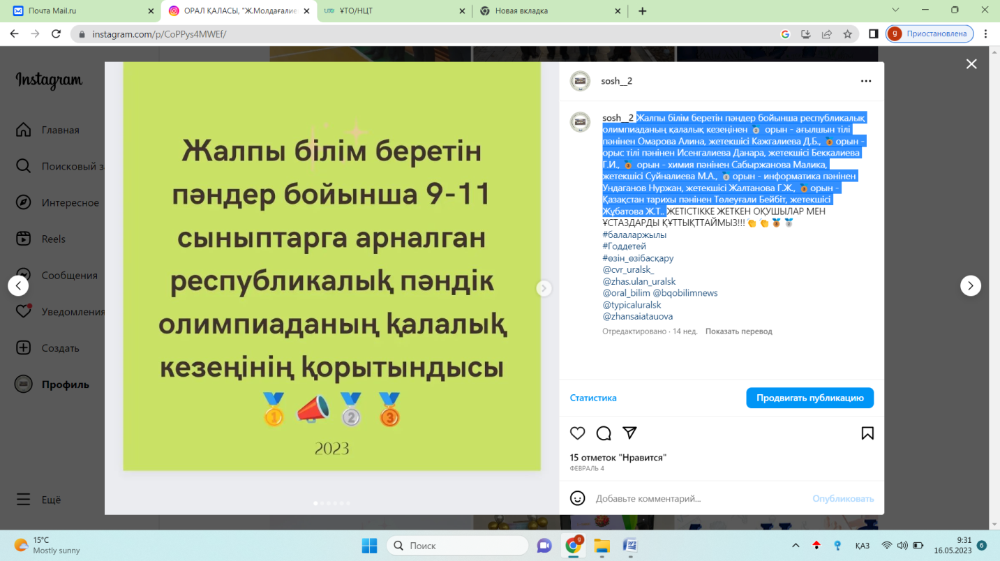 Почта Mail.ru
ОРАЛ ҚАЛАСЫ, "Ж.Молдағалие
ҰТО/НЦТ
Новая вкладка
instagram.com/p/CoPPys4MWEf/
Приостановлена
Instagram
Главная
Поисковый з
Интересное
Reels
Сообщения
Уведомления
Создать
Профиль
Ещё
Жалпы білім беретін
пәндер бойынша 9-11
сыныптарга арналган
республикалық пәндік
олимпиаданың қалалық
кезеңінің қорытындысы
🥇📣🥈🥉
2023
sosh__2
sosh__2 Жалпы білім беретін пәндер бойынша республикалық
олимпиаданың қалалық кезеңінен 🥈 орын - ағылшын тілі
пәнінен Омарова Алина, жетекшісі Кажгалиева Д.Б., 🥉орын -
орыс тілі пәнінен Исенгалиева Данара, жетекшісі Беккалиева
Г.И., 🥉 орын - химия пәнінен Сабыржанова Малика,
жетекшісі Суйналиева М.А., 🥈орын - информатика пәнінен
Ундаганов Нуржан, жетекшісі Жалтанова Г.Ж., 🥉орын -
Қазақстан тарихы пәнінен Төлеуғали Бейбіт, жетекшісі
Жұбатова Ж.Т.. ЖЕТІСТІККЕ ЖЕТКЕН ОҚУШЫЛАР МЕН
ҰСТАЗДАРДЫ ҚҰТТЫҚТАЙМЫЗ!!!👏👏🥉🥈
#балаларжылы
#Годдетей
#өзін_өзібасқару
@cvr_uralsk_
@zhas.ulan_uralsk
@oral_bilim @bqobilimnews
@typicaluralsk
@zhansaiatauova
Отредактировано · 14 нед. Показать перевод
Статистика
Продвигать публикацию
15 отметок "Нравится"
ФЕВРАЛЬ 4
Добавьте комментарий...
Опубликовать
15°C
Mostly sunny
Поиск
ҚАЗ
9:31
16.05.2023
6